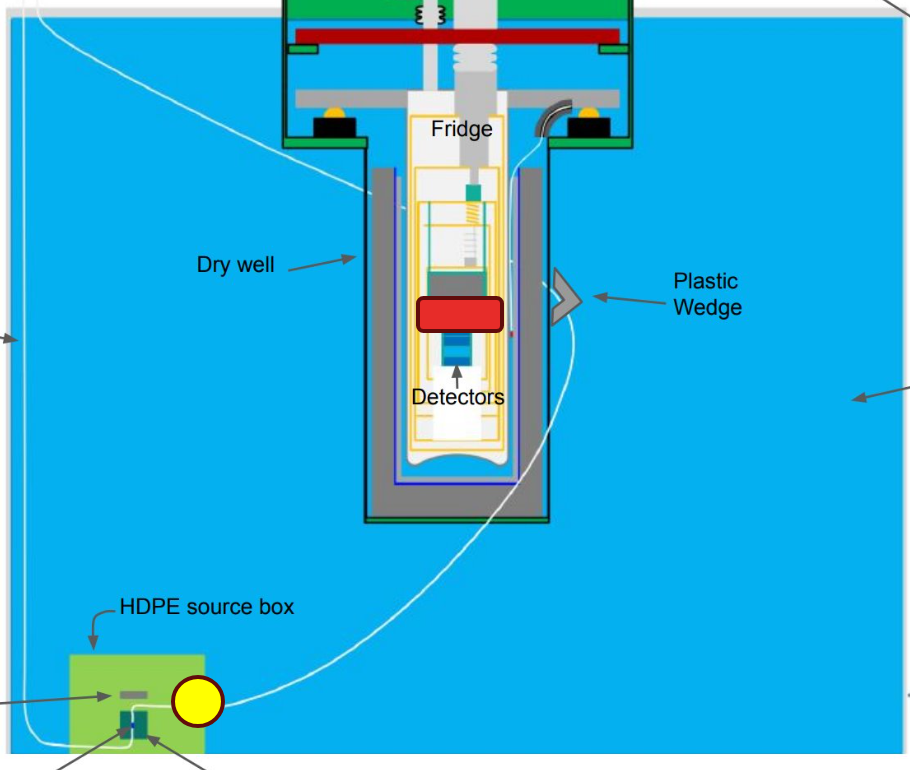 Fridge
Dry well
Plastic
Wedge
Detectors
HDPE source box